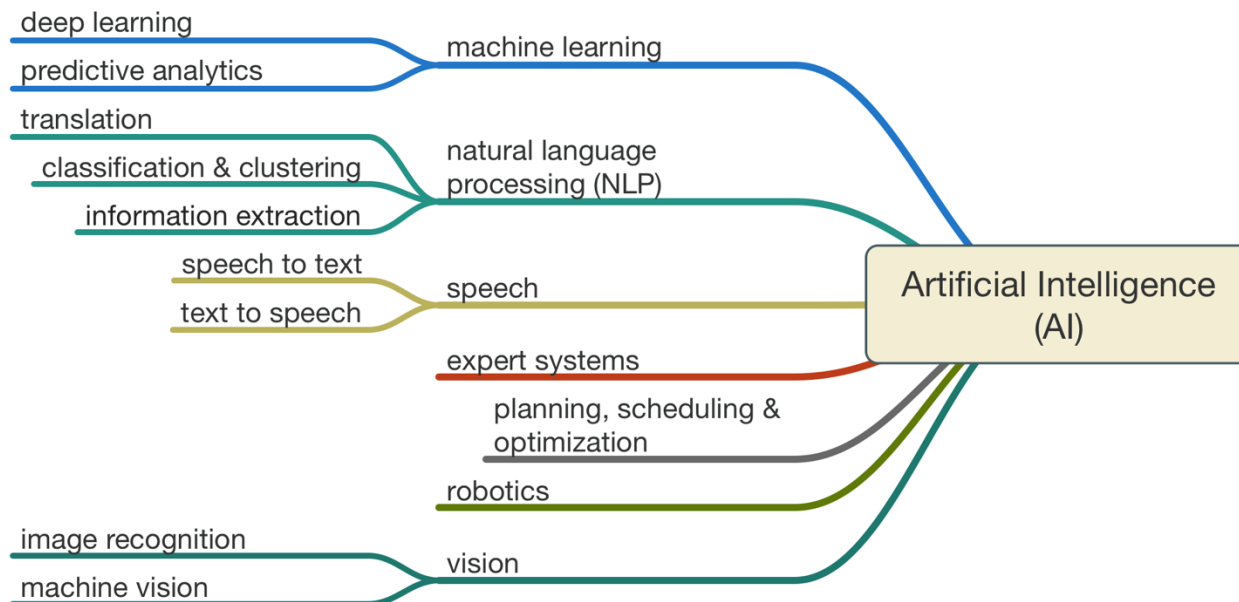 deep learning
machine learning
predictive analytics
translation
natural language
processing (NLP)
classification & clustering
information extraction
speech to text
speech
text to speech
Artificial Intelligence
(AI)
expert systems
planning, scheduling &
optimization
robotics
image recognition
vision
machine vision